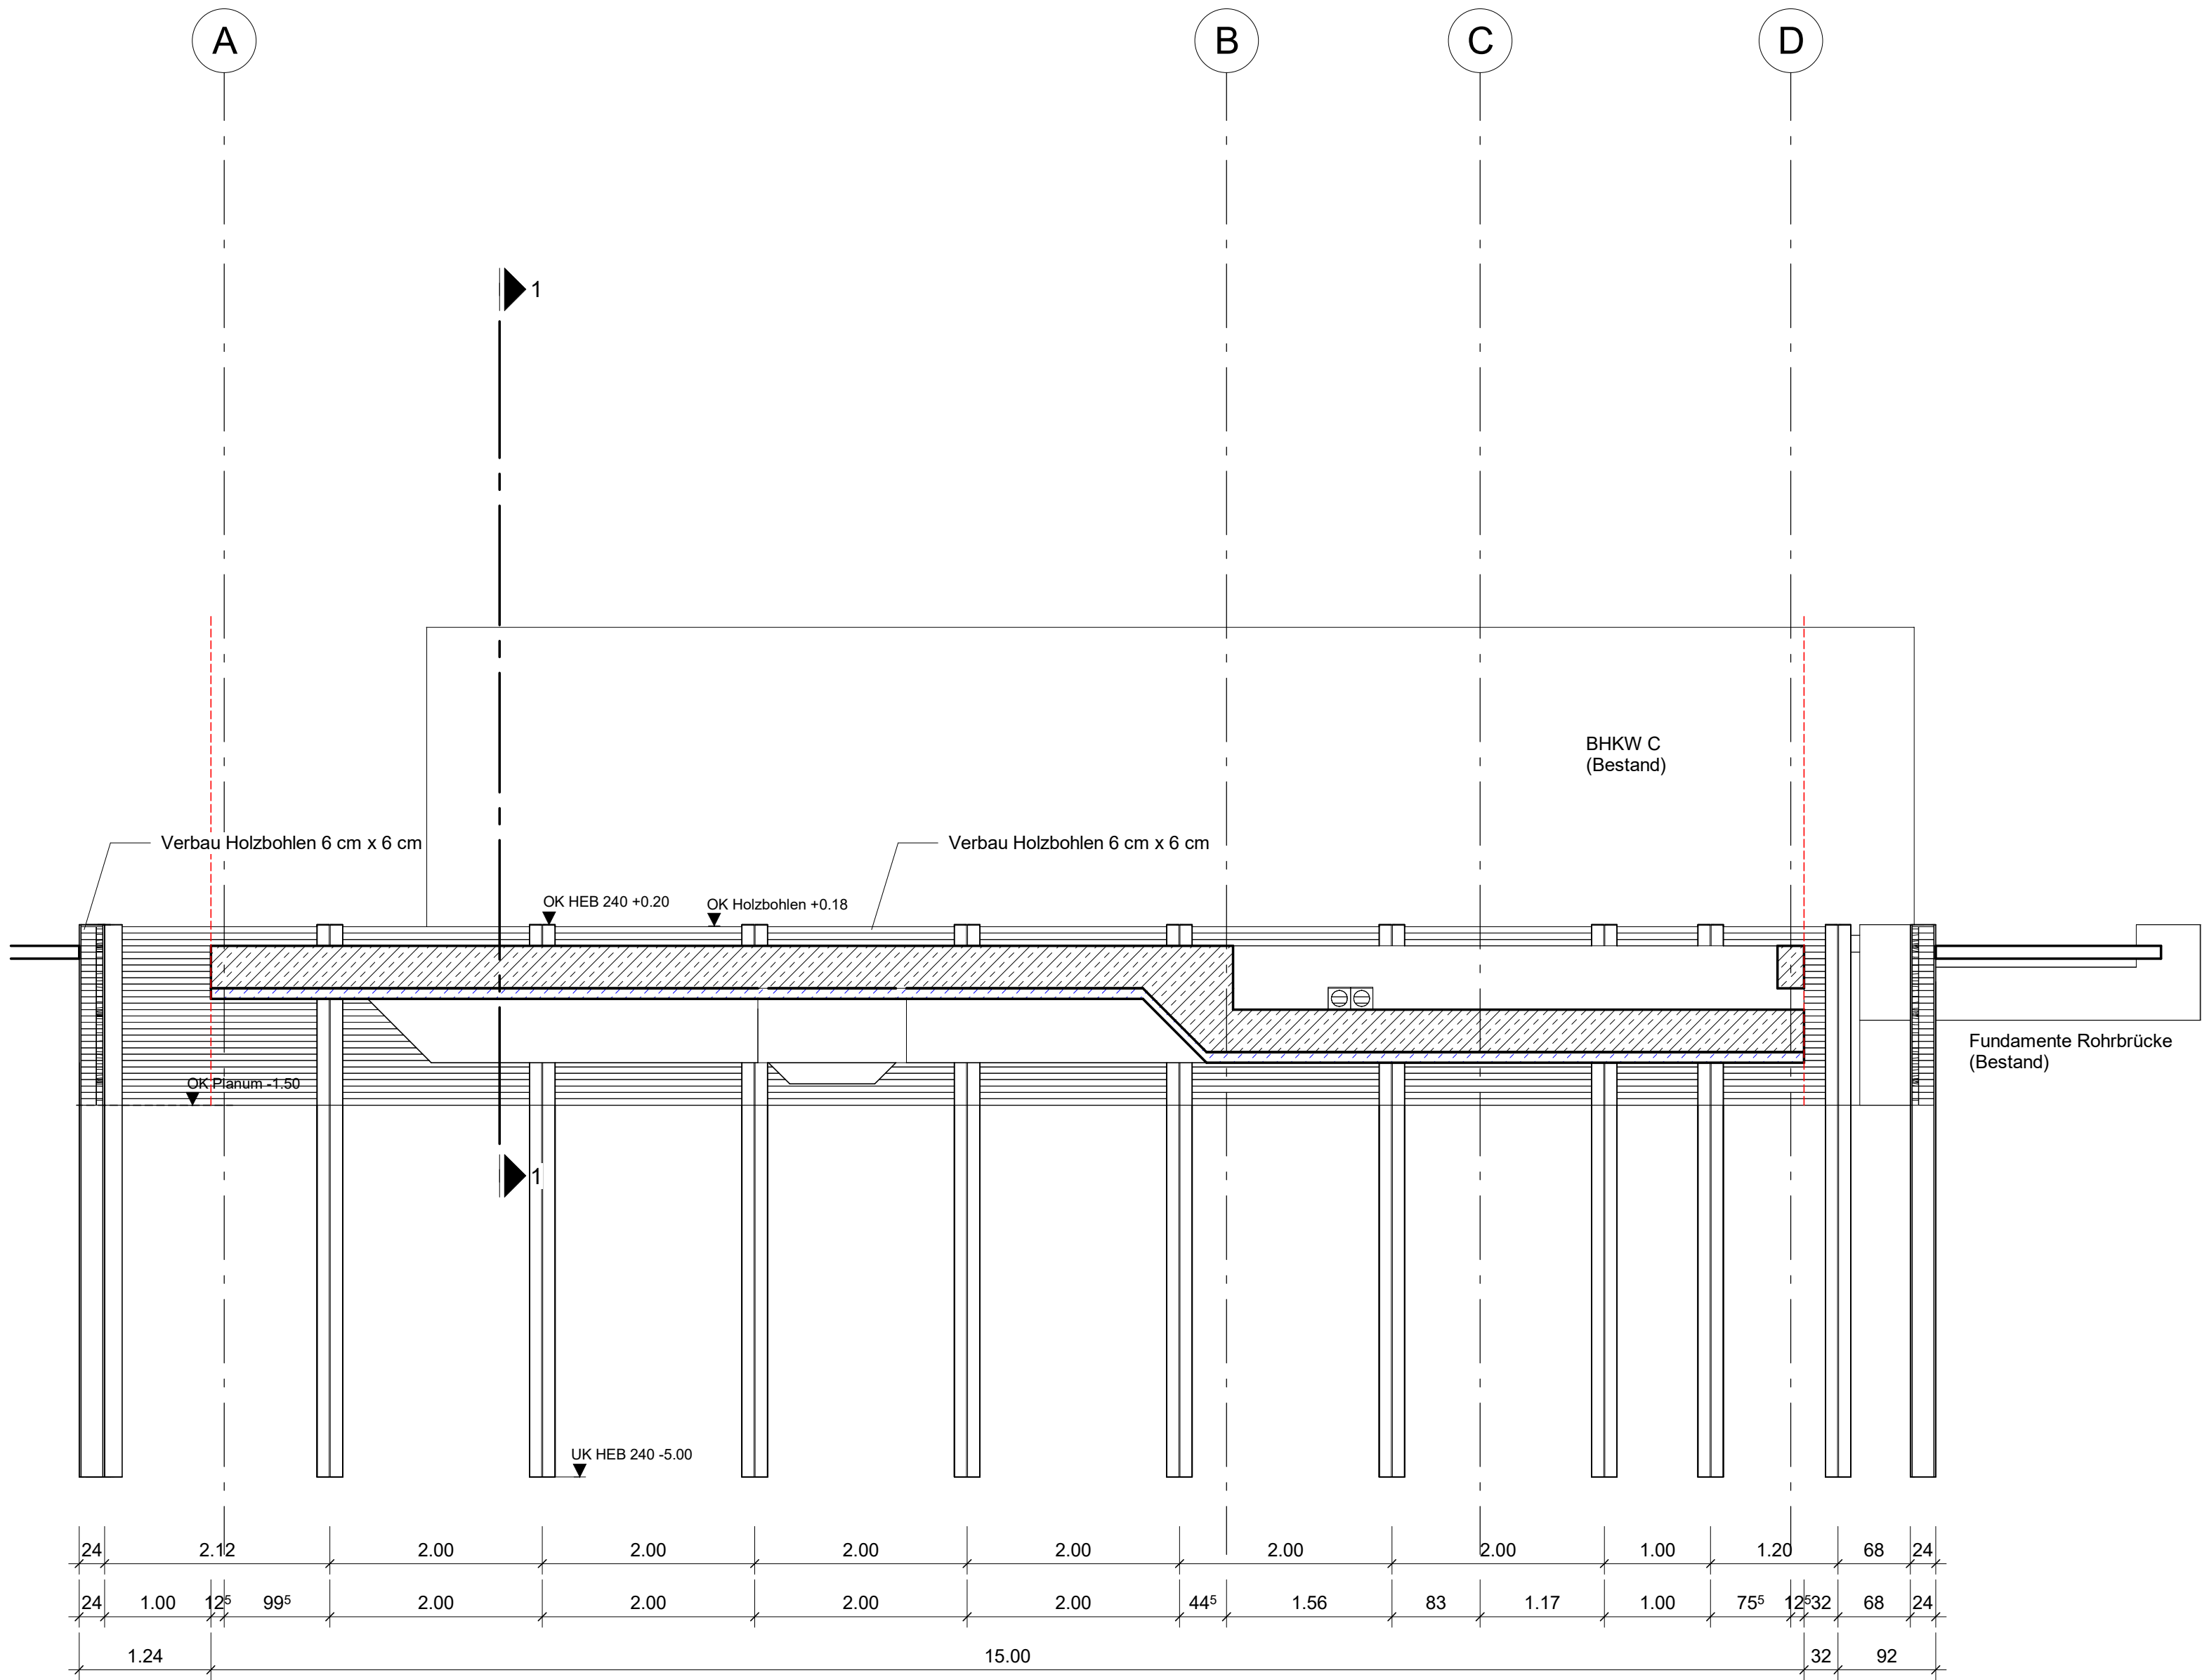 A
B
C
D
1
BHKW C
(Bestand)
Verbau Holzbohlen 6 cm x 6 cm
Verbau Holzbohlen 6 cm x 6 cm
OK HEB 240 +0.20
OK Holzbohlen +0.18
Fundamente Rohrbrücke
(Bestand)
OK Planum -1.50
1
UK HEB 240 -5.00
24 2.12 2.00 2.00 2.00 2.00 2.00 2.00 1.00 1.20 68 24
24 1.00 12⁵ 99⁵ 2.00 2.00 2.00 2.00 44⁵ 1.56 83 1.17 1.00 75⁵ 12⁵ 32 68 24
1.24 15.00 32 92